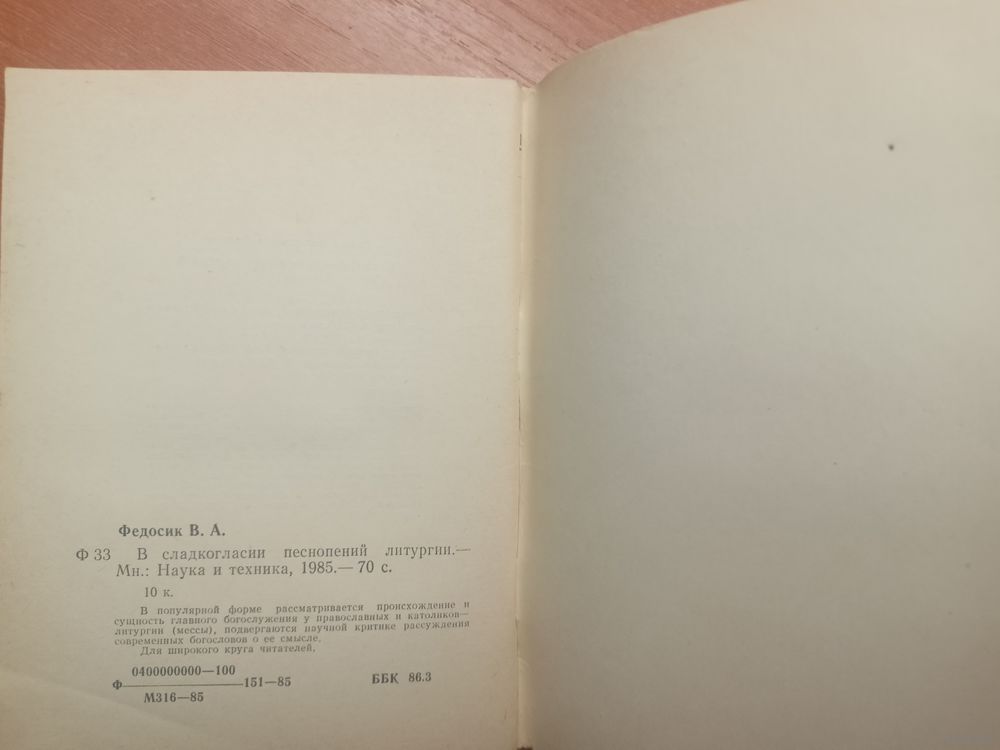 Федосик В. А.
Ф 33 В сладкогласии песнопений литургии.—
Мн.: Наука и техника, 1985.— 70 с.
10 к.
В популярной форме рассматривается происхождение и
сущность главного богослужения у православных и католиков—
литургии (мессы), подвергаются научной критике рассуждения
современных богословов о ее смысле.
Для широкого круга читателей.
0400000000—100
Ф—————151—85
М316—85
ББК 86.3